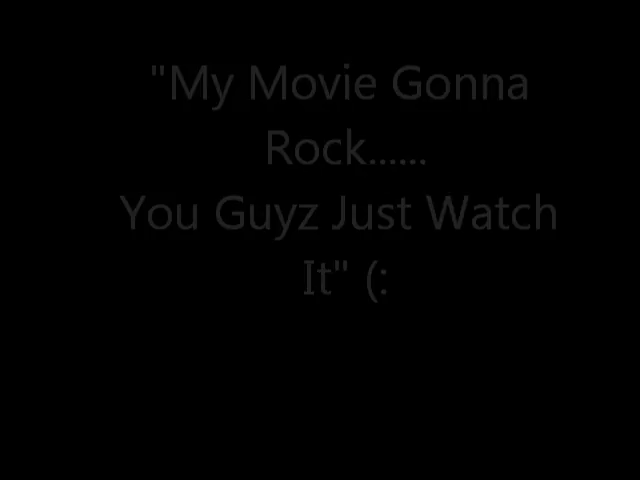 "My Movie Gonna
Rock......
You Guyz Just Watch
It" (: